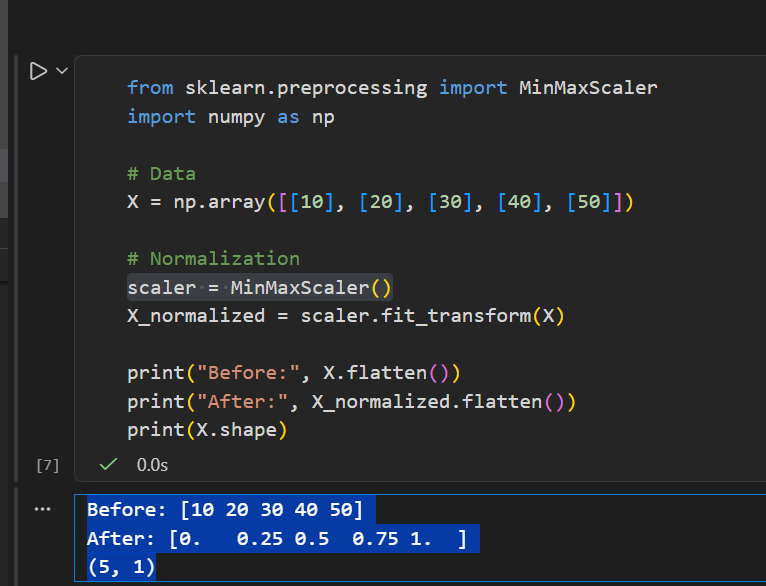 from sklearn.preprocessing import MinMaxScaler
import numpy as np
# Data
X = np.array([[10], [20], [30], [40], [50]])
# Normalization
scaler = MinMaxScaler()
X_normalized = scaler.fit_transform(X)
print("Before:", X.flatten())
print("After:", X_normalized.flatten())
print(X.shape)
[7] 0.0s
Before: [10 20 30 40 50]
After: [0.   0.25 0.5  0.75 1.  ]
(5, 1)